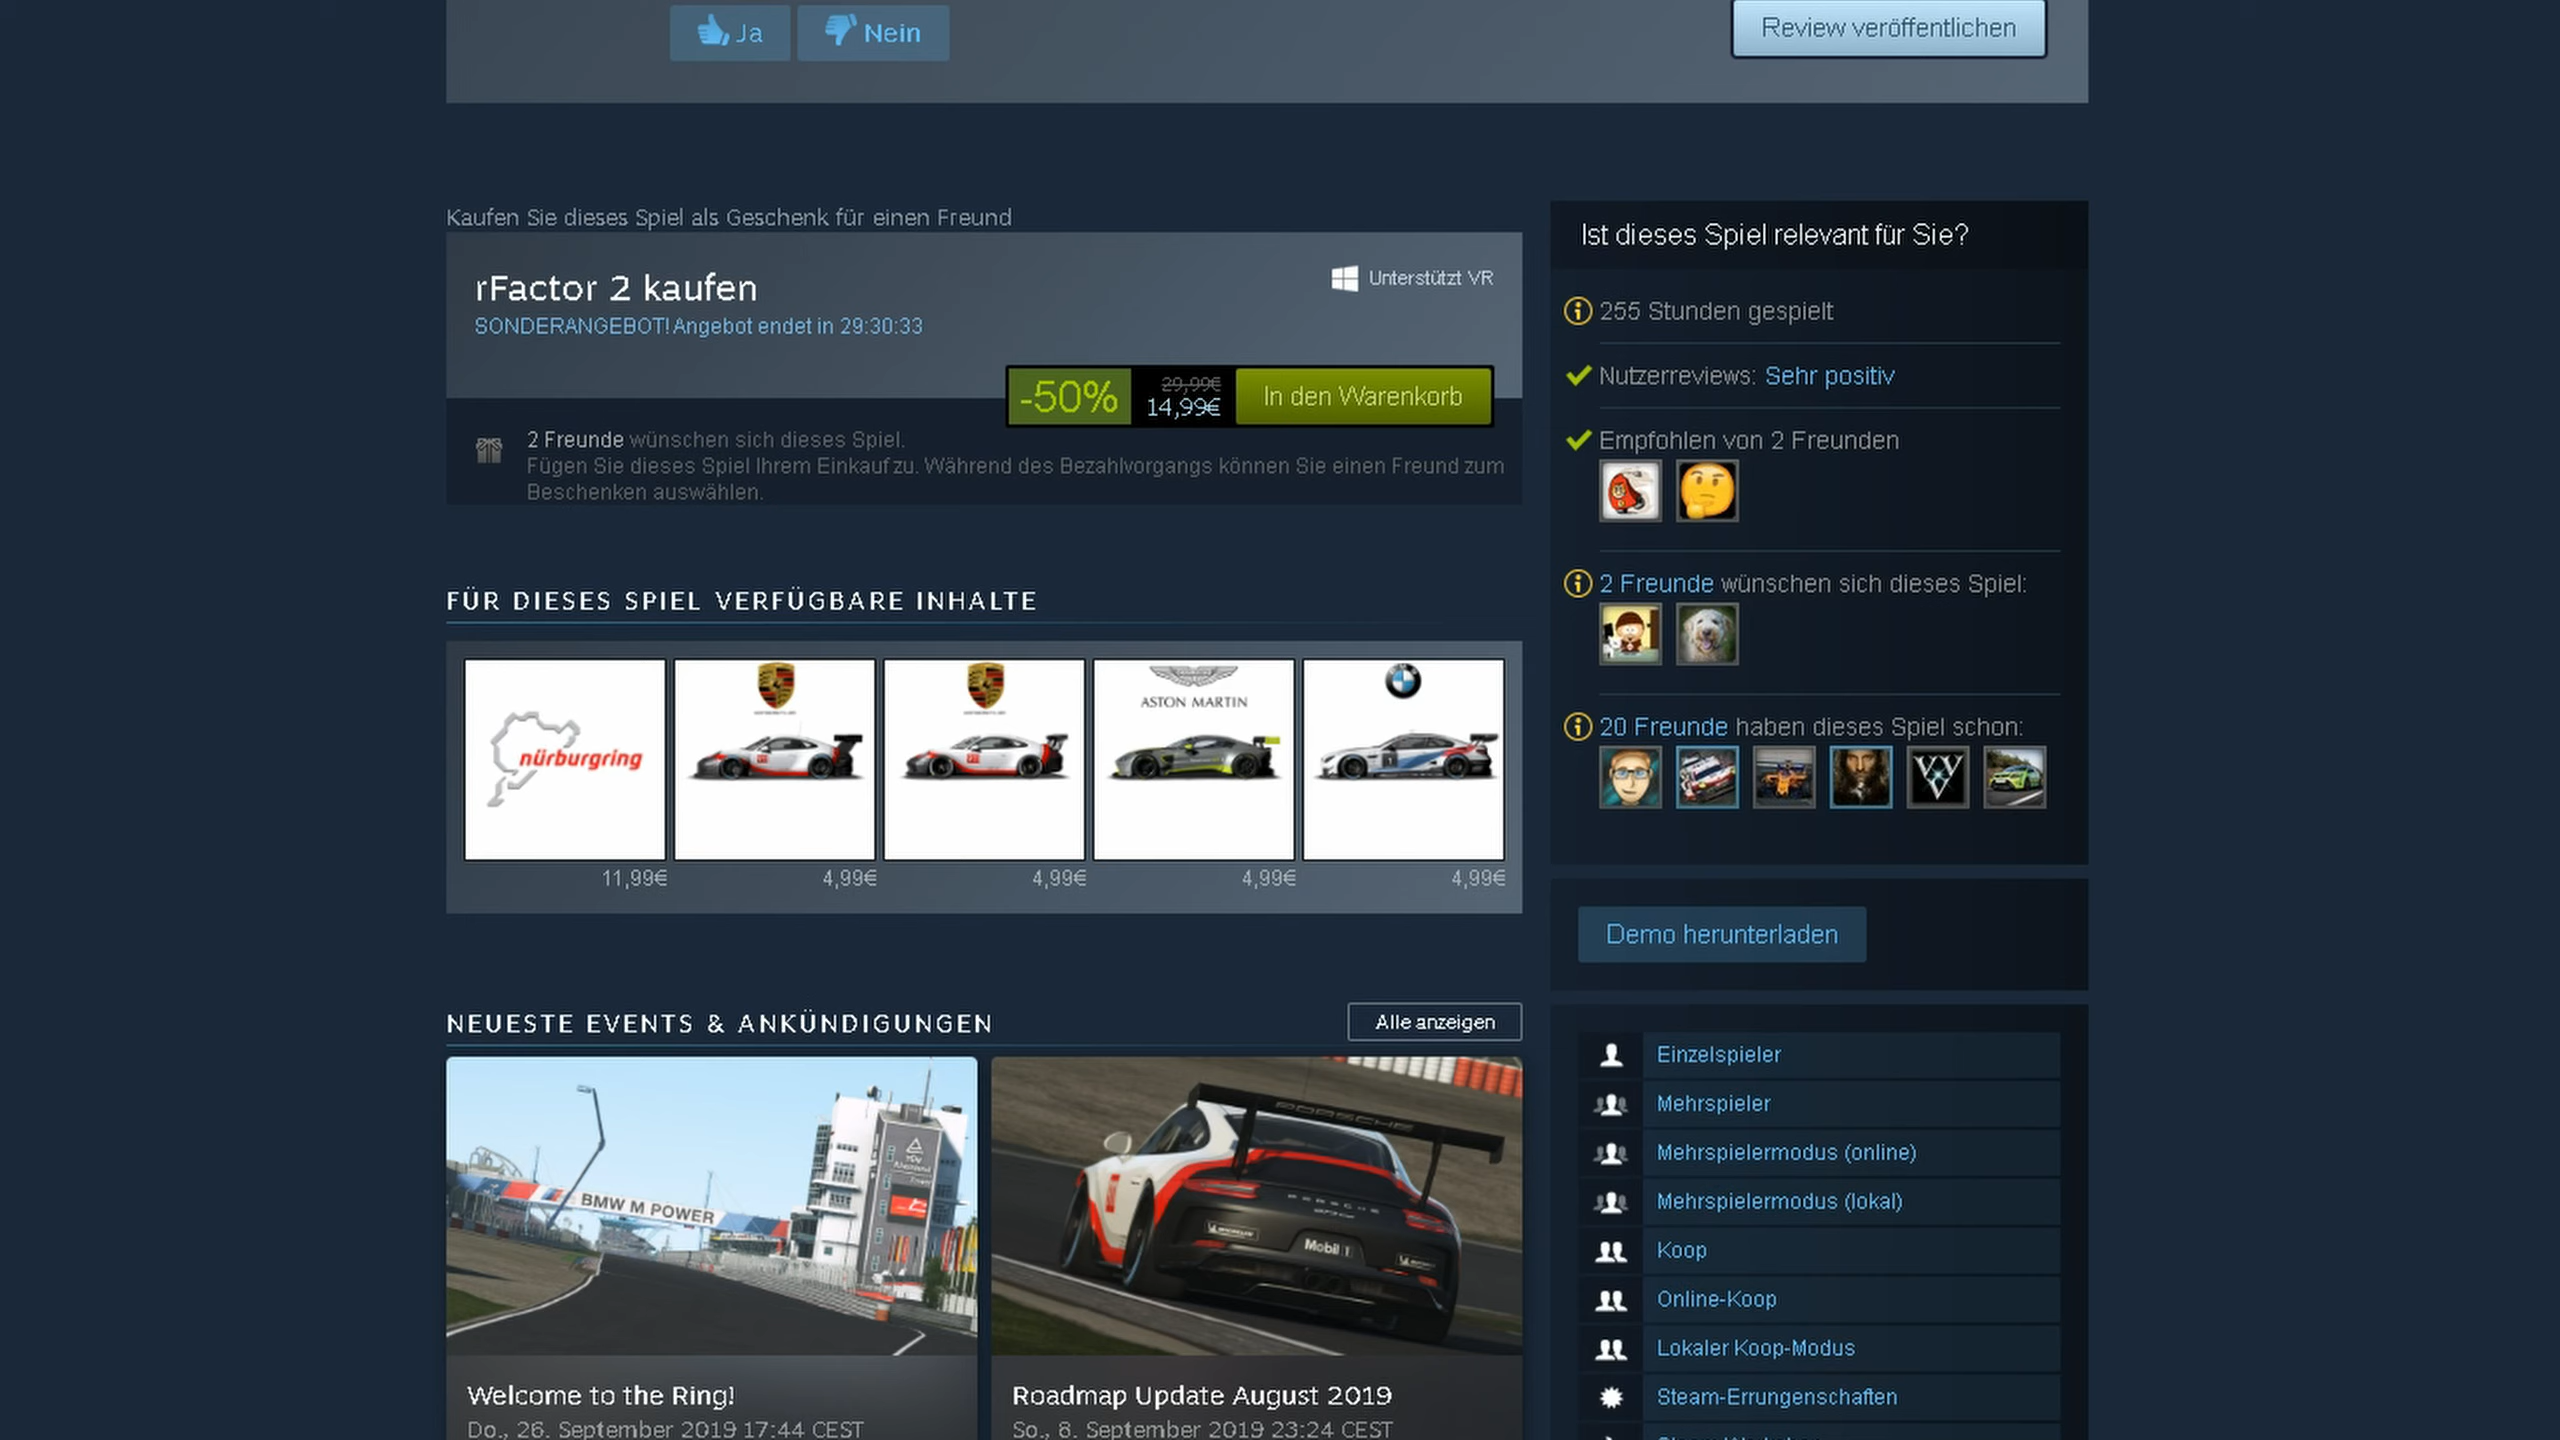 Ja
Nein
Review veröffentlichen
Kaufen Sie dieses Spiel als Geschenk für einen Freund
rFactor 2 kaufen
Unterstützt VR
SONDERANGEBOT! Angebot endet in 29:30:33
-50%
29,99€
14,99€
In den Warenkorb
2 Freunde wünschen sich dieses Spiel.
Fügen Sie dieses Spiel Ihrem Einkauf zu. Während des Bezahlvorgangs können Sie einen Freund zum
Beschenken auswählen.
FÜR DIESES SPIEL VERFÜGBARE INHALTE
nürburgring
ASTON MARTIN
11,99€
4,99€
4,99€
4,99€
4,99€
NEUESTE EVENTS & ANKÜNDIGUNGEN
Alle anzeigen
BMW M POWER
PORSCHE
PORSCHE
Mobil 1
Welcome to the Ring!
Do., 26. September 2019 17:44 CEST
Roadmap Update August 2019
So., 8. September 2019 23:24 CEST
Ist dieses Spiel relevant für Sie?
255 Stunden gespielt
Nutzerreviews: Sehr positiv
Empfohlen von 2 Freunden
2 Freunde wünschen sich dieses Spiel:
20 Freunde haben dieses Spiel schon:
Demo herunterladen
Einzelspieler
Mehrspieler
Mehrspielermodus (online)
Mehrspielermodus (lokal)
Koop
Online-Koop
Lokaler Koop-Modus
Steam-Errungenschaften